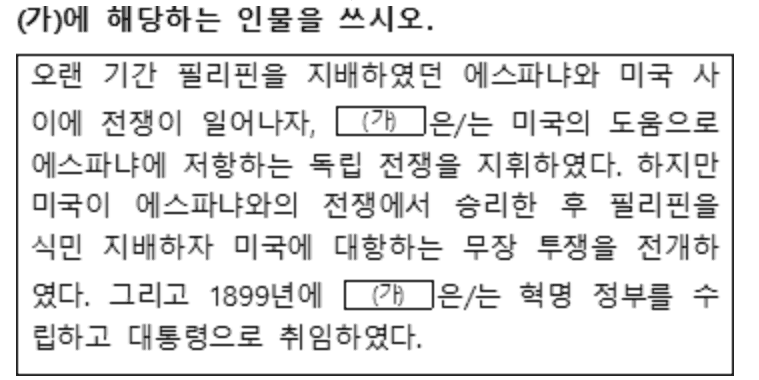 (가)에 해당하는 인물을 쓰시오.
오랜 기간 필리핀을 지배하였던 에스파냐와 미국 사
이에 전쟁이 일어나자, (가) 은/는 미국의 도움으로
에스파냐에 저항하는 독립 전쟁을 지휘하였다. 하지만
미국이 에스파냐와의 전쟁에서 승리한 후 필리핀을
식민 지배하자 미국에 대항하는 무장 투쟁을 전개하
였다. 그리고 1899년에 (가) 은/는 혁명 정부를 수
립하고 대통령으로 취임하였다.